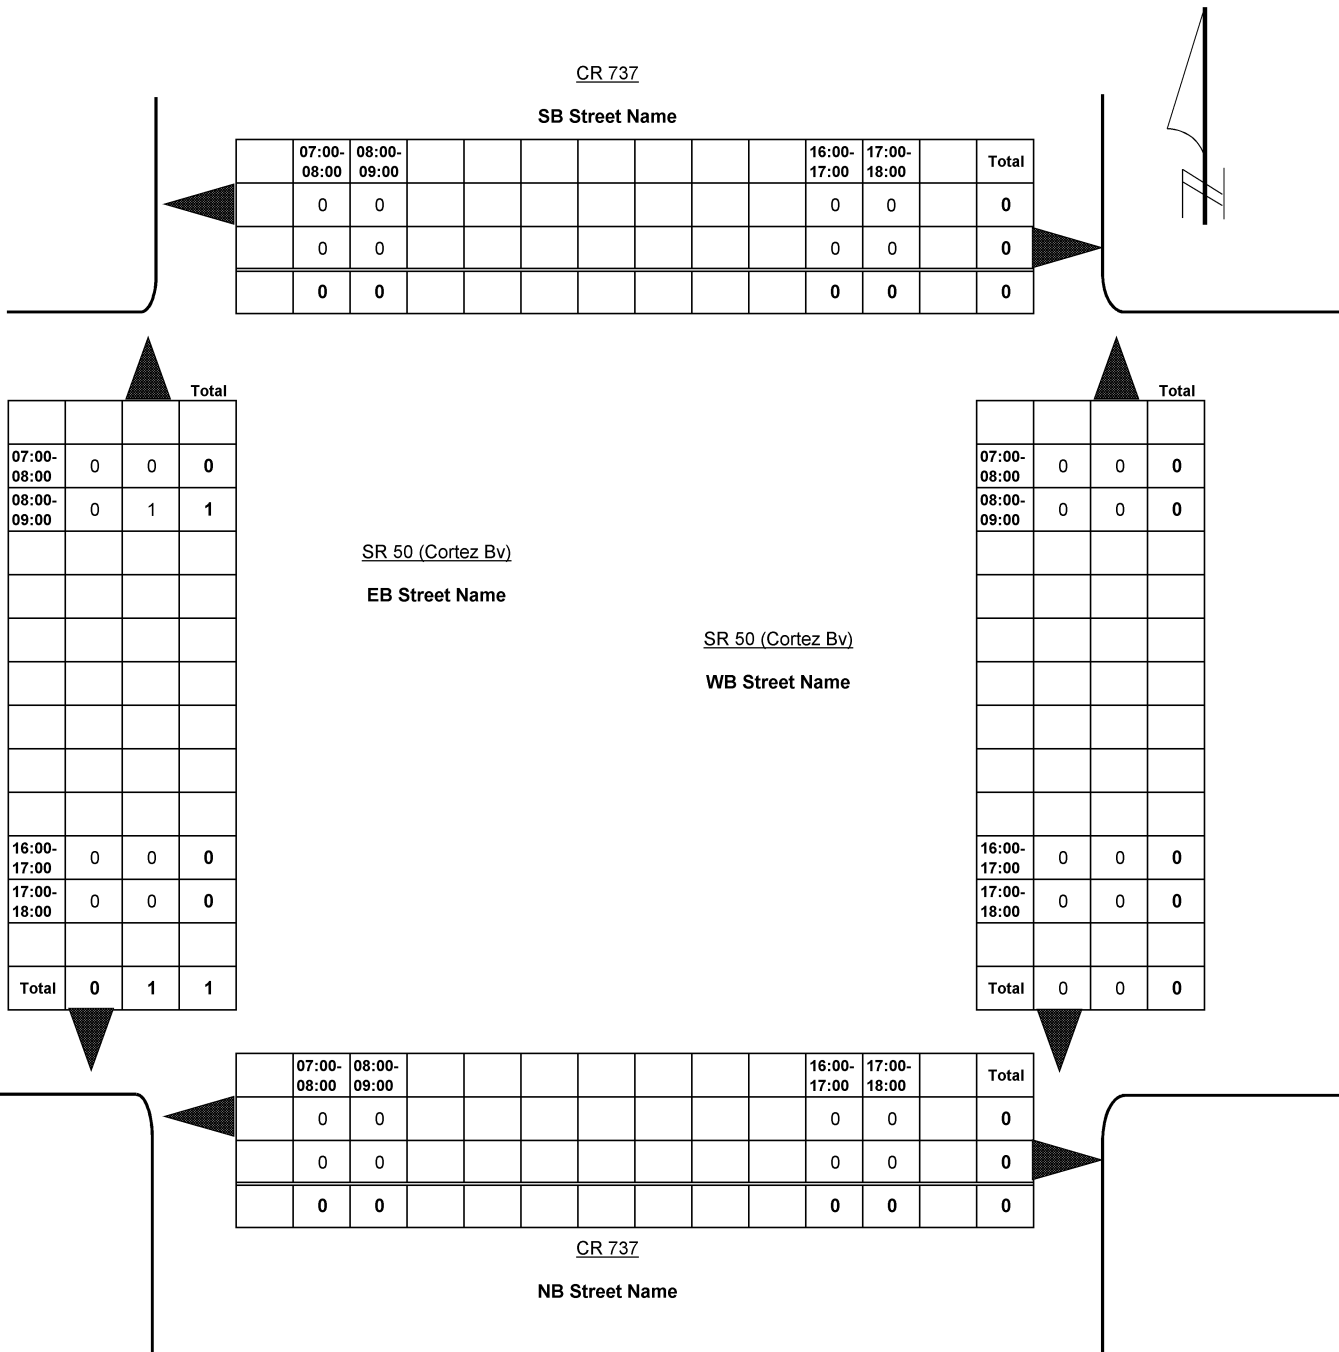 CR 737
SB Street Name
07:00-08:00 08:00-09:00 16:00-17:00 17:00-18:00 Total
0 0 0 0 0
0 0 0 0 0
0 0 0 0 0
Total
07:00-08:00 0 0 0
08:00-09:00 0 1 1
16:00-17:00 0 0 0
17:00-18:00 0 0 0
Total 0 1 1
SR 50 (Cortez Bv)
EB Street Name
SR 50 (Cortez Bv)
WB Street Name
Total
07:00-08:00 0 0 0
08:00-09:00 0 0 0
16:00-17:00 0 0 0
17:00-18:00 0 0 0
Total 0 0 0
07:00-08:00 08:00-09:00 16:00-17:00 17:00-18:00 Total
0 0 0 0 0
0 0 0 0 0
0 0 0 0 0
CR 737
NB Street Name